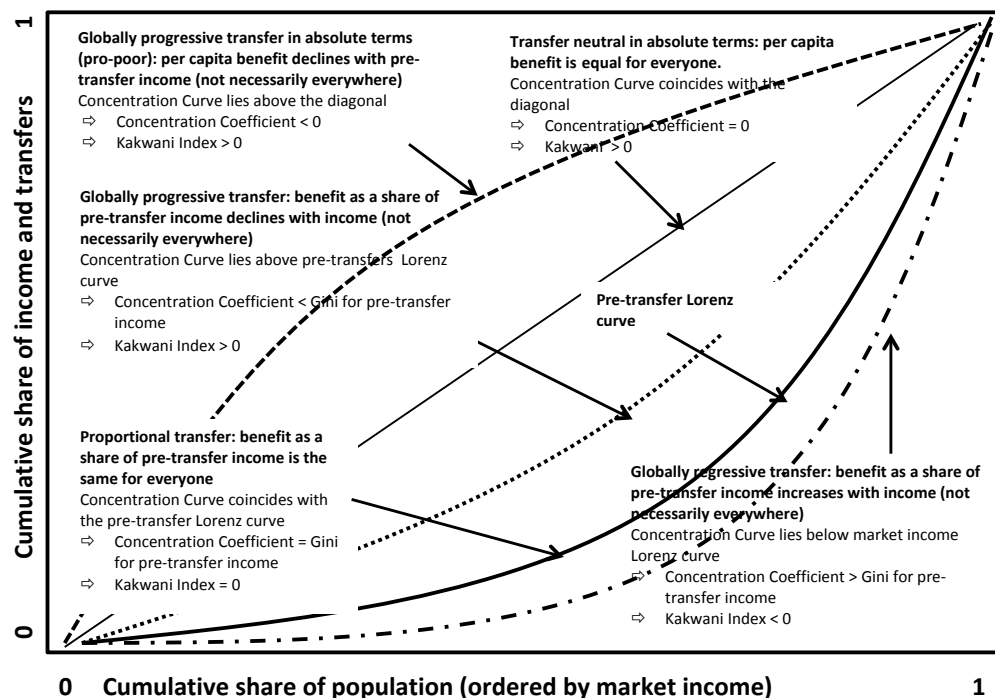 1
Globally progressive transfer in absolute terms
(pro-poor): per capita benefit declines with pre-
transfer income (not necessarily everywhere)
Concentration Curve lies above the diagonal
⇨ Concentration Coefficient < 0
⇨ Kakwani Index > 0
Transfer neutral in absolute terms: per capita
benefit is equal for everyone.
Concentration Curve coincides with the
diagonal
⇨ Concentration Coefficient = 0
⇨ Kakwani > 0
Globally progressive transfer: benefit as a share of
pre-transfer income declines with income (not
necessarily everywhere)
Concentration Curve lies above pre-transfers Lorenz
curve
⇨ Concentration Coefficient < Gini for pre-transfer
income
⇨ Kakwani Index > 0
Pre-transfer Lorenz
curve
Proportional transfer: benefit as a
share of pre-transfer income is the
same for everyone
Concentration Curve coincides with
the pre-transfer Lorenz curve
⇨ Concentration Coefficient = Gini
for pre-transfer income
⇨ Kakwani Index = 0
Globally regressive transfer: benefit as a share of
pre-transfer income increases with income (not
necessarily everywhere)
Concentration Curve lies below market income
Lorenz curve
⇨ Concentration Coefficient > Gini for pre-
transfer income
⇨ Kakwani Index < 0
Cumulative share of income and transfers
0
0 Cumulative share of population (ordered by market income) 1